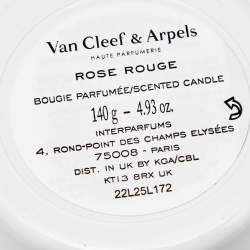 Van Cleef & Arpels
HAUTE PARFUMERIE
ROSE ROUGE
BOUGIE PARFUMÉE/SCENTED CANDLE
140 g - 4.93 oz.
INTERPARFUMS
4, ROND-POINT DES CHAMPS ELYSÉES
75008 - PARIS
DIST. IN UK BY KGA/CBL
KT13 8RX UK
22L25L172